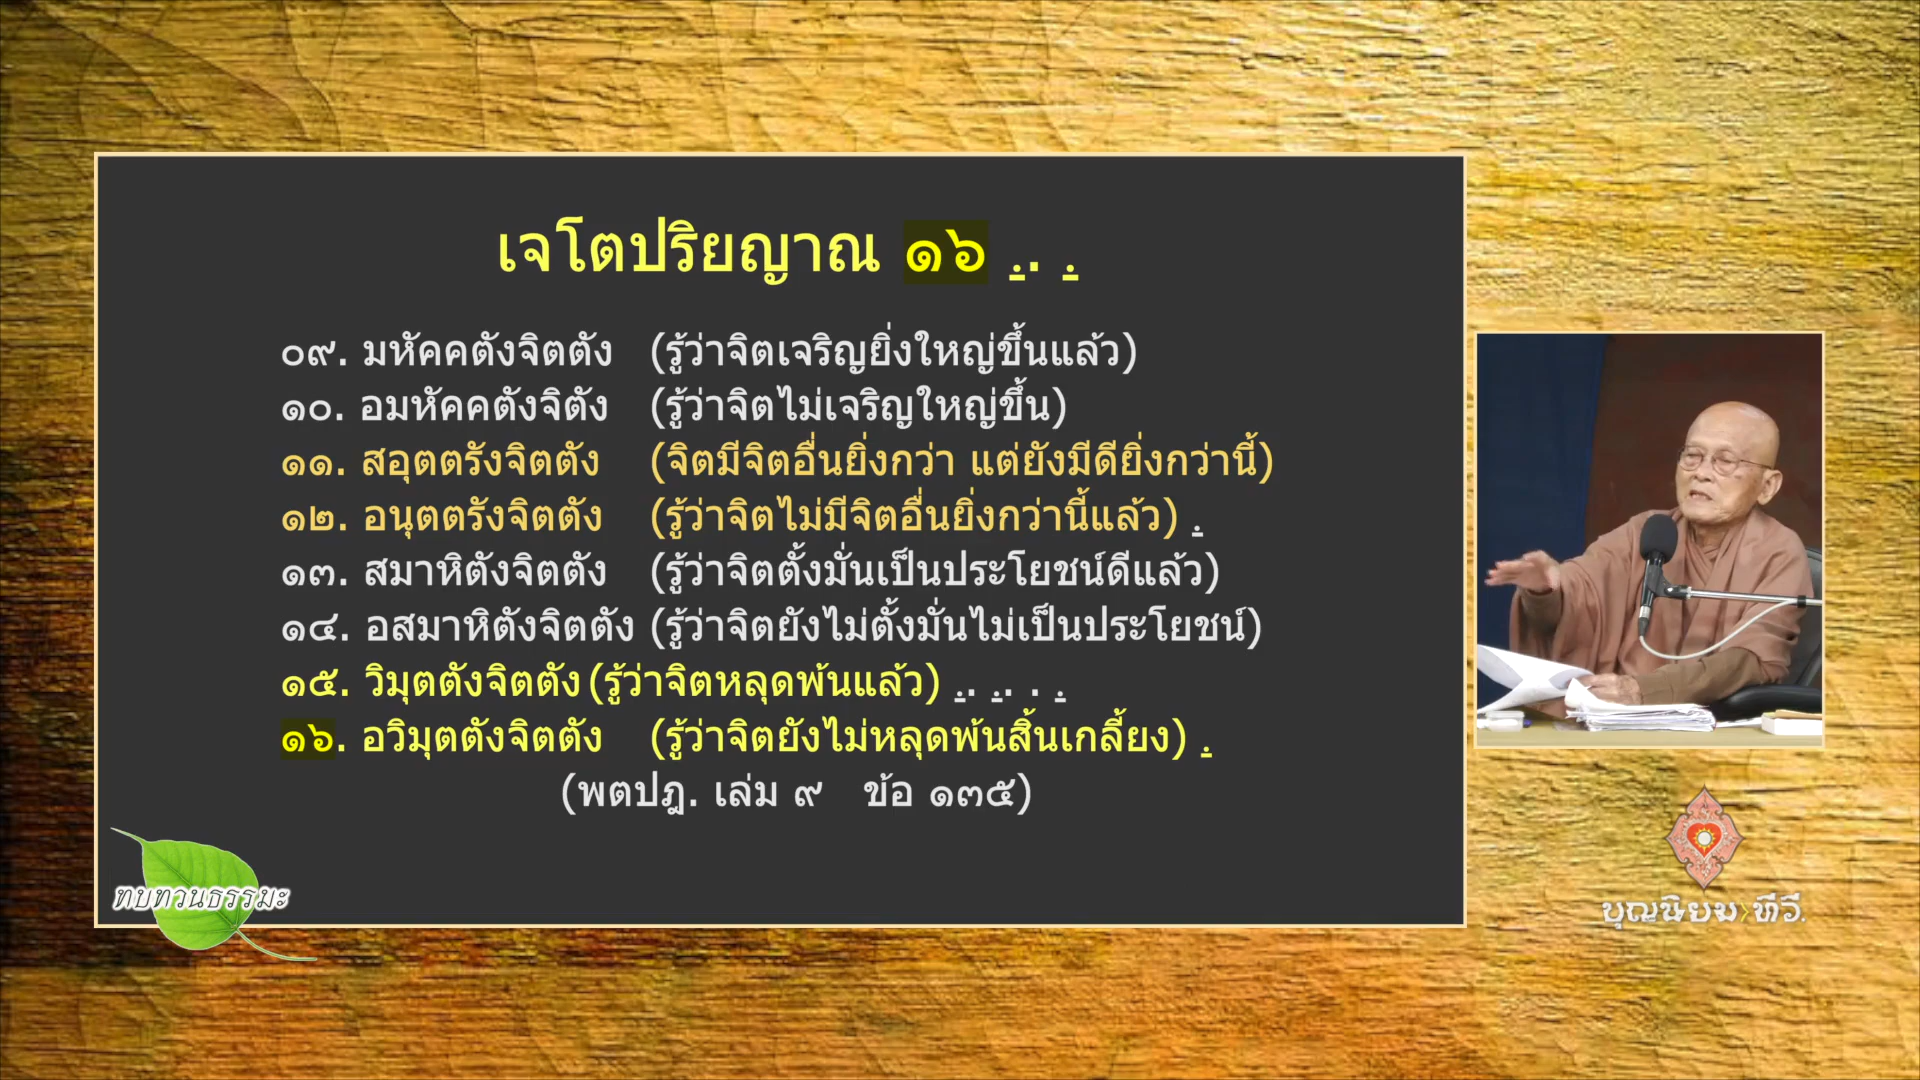 เจโตปริยญาณ ๑๖ .. .
๐๙. มหัคคตังจิตตัง (รู้ว่าจิตเจริญยิ่งใหญ่ขึ้นแล้ว)
๑๐. อมหัคคตังจิตัง (รู้ว่าจิตไม่เจริญใหญ่ขึ้น)
๑๑. สอุตตรังจิตตัง (จิตมีจิตอื่นยิ่งกว่า แต่ยังมีดียิ่งกว่านี้)
๑๒. อนุตตรังจิตตัง (รู้ว่าจิตไม่มีจิตอื่นยิ่งกว่านี้แล้ว) .
๑๓. สมาหิตังจิตตัง (รู้ว่าจิตตั้งมั่นเป็นประโยชน์ดีแล้ว)
๑๔. อสมาหิตังจิตตัง (รู้ว่าจิตยังไม่ตั้งมั่นไม่เป็นประโยชน์)
๑๕. วิมุตตังจิตตัง (รู้ว่าจิตหลุดพ้นแล้ว) .. .. . .
๑๖. อวิมุตตังจิตตัง (รู้ว่าจิตยังไม่หลุดพ้นสิ้นเกลี้ยง) .
(พตปฎ. เล่ม ๙ ข้อ ๑๓๕)
ทบทวนธรรมะ
บุญนิยม ทีวี.